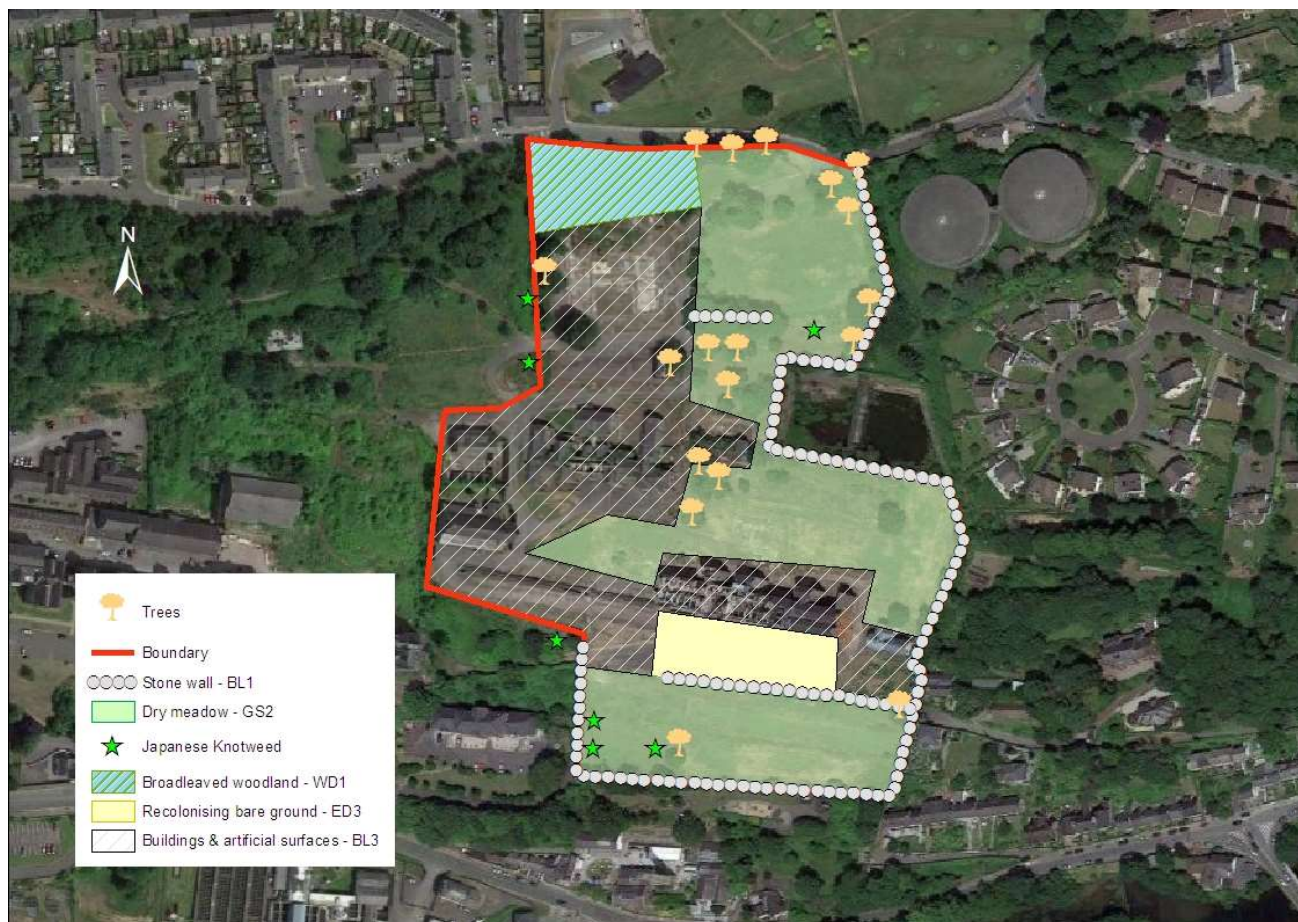 N
Trees
Boundary
Stone wall - BL1
Dry meadow - GS2
Japanese Knotweed
Broadleaved woodland - WD1
Recolonising bare ground - ED3
Buildings & artificial surfaces - BL3